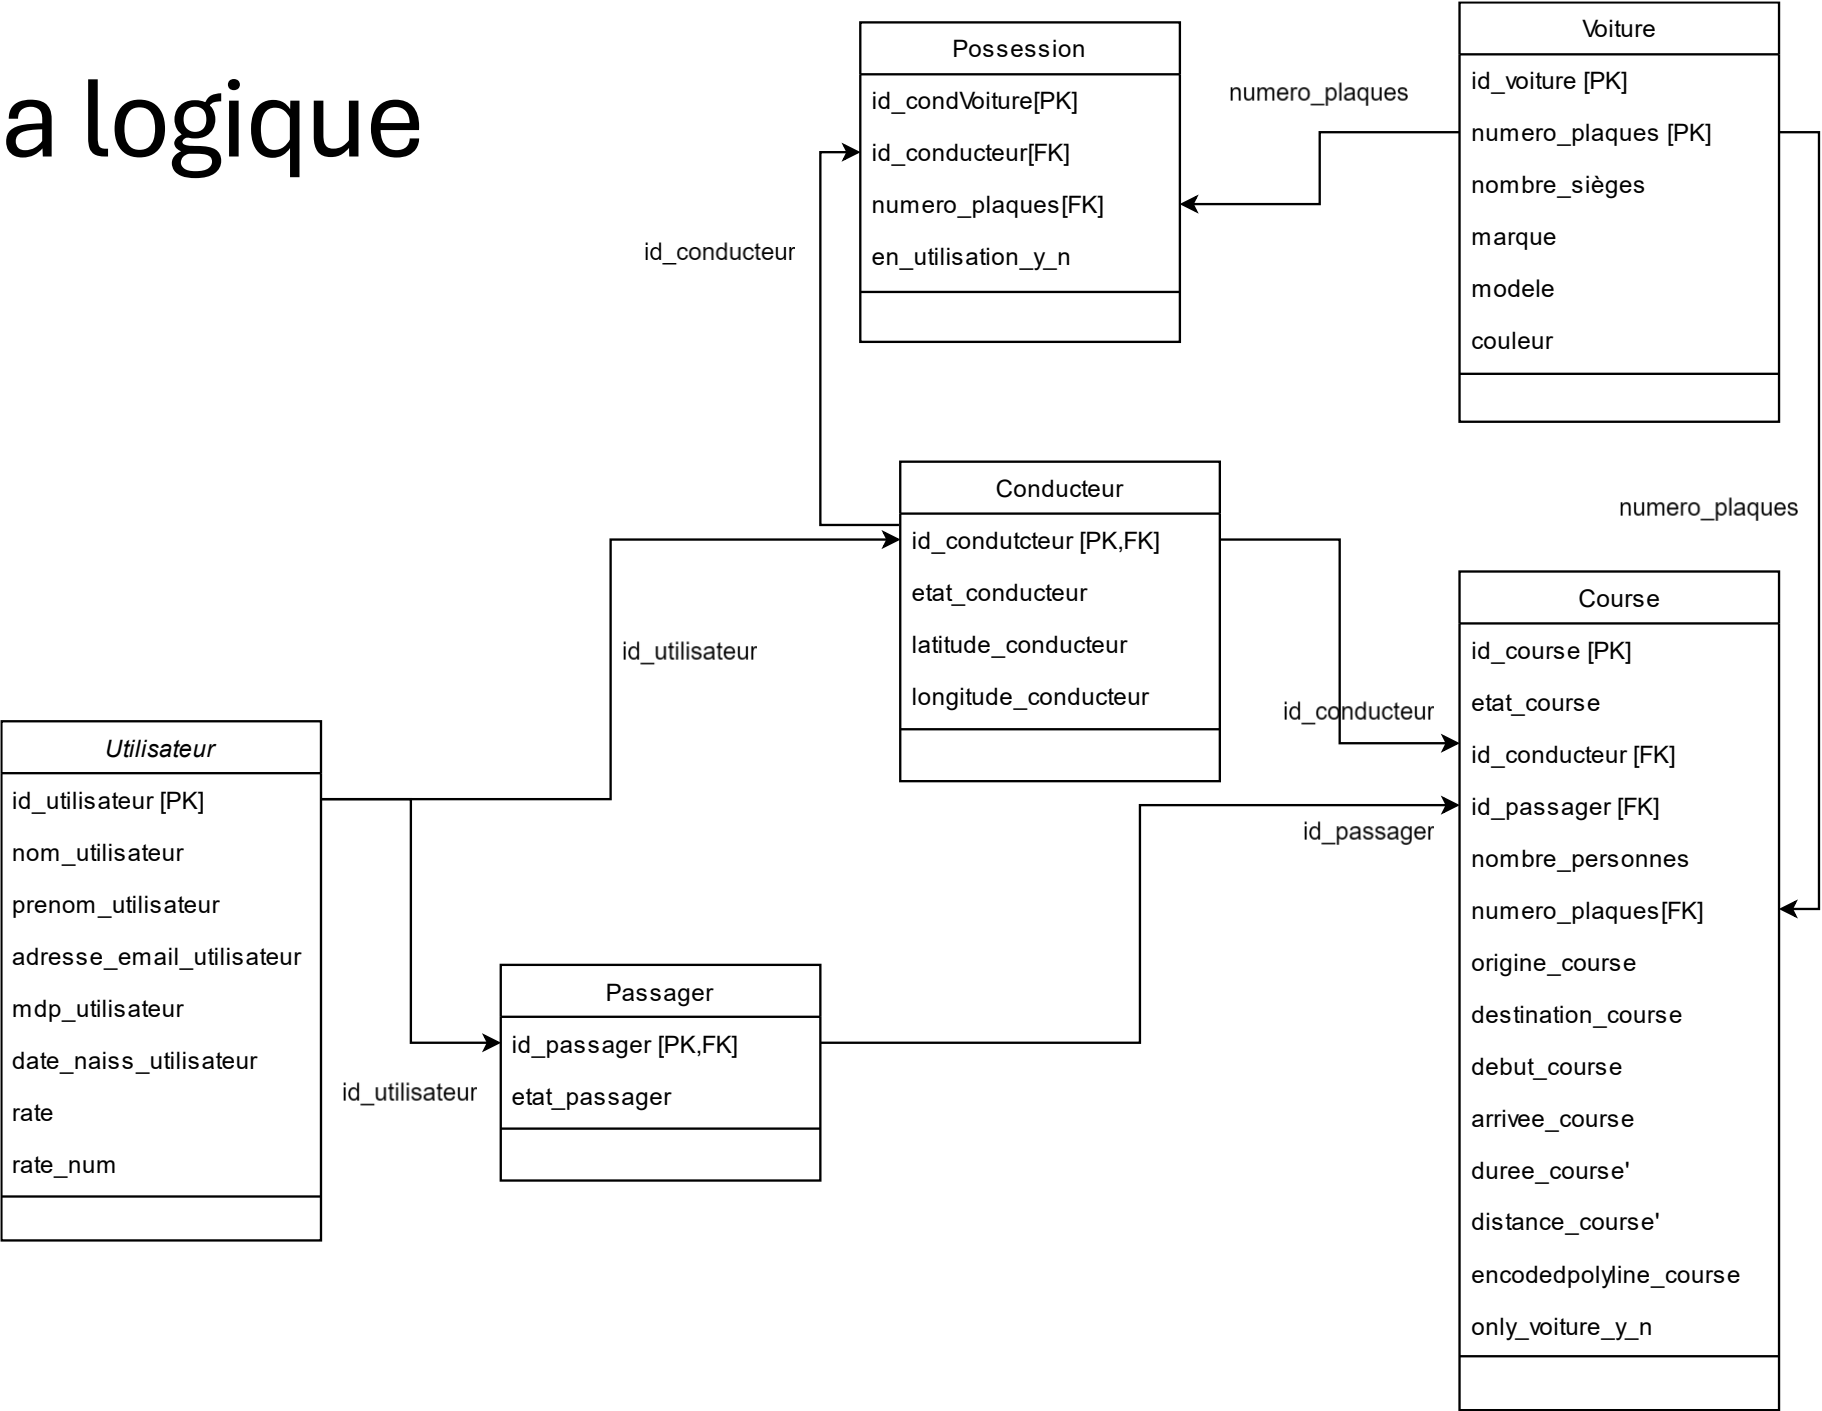 a logique
Possession
id_condVoiture[PK]
id_conducteur[FK]
numero_plaques[FK]
en_utilisation_y_n
numero_plaques
Voiture
id_voiture [PK]
numero_plaques [PK]
nombre_sièges
marque
modele
couleur
id_conducteur
Conducteur
id_condutcteur [PK,FK]
etat_conducteur
latitude_conducteur
longitude_conducteur
numero_plaques
id_utilisateur
id_conducteur
id_passager
Course
id_course [PK]
etat_course
id_conducteur [FK]
id_passager [FK]
nombre_personnes
numero_plaques[FK]
origine_course
destination_course
debut_course
arrivee_course
duree_course'
distance_course'
encodedpolyline_course
only_voiture_y_n
Utilisateur
id_utilisateur [PK]
nom_utilisateur
prenom_utilisateur
adresse_email_utilisateur
mdp_utilisateur
date_naiss_utilisateur
rate
rate_num
id_utilisateur
Passager
id_passager [PK,FK]
etat_passager